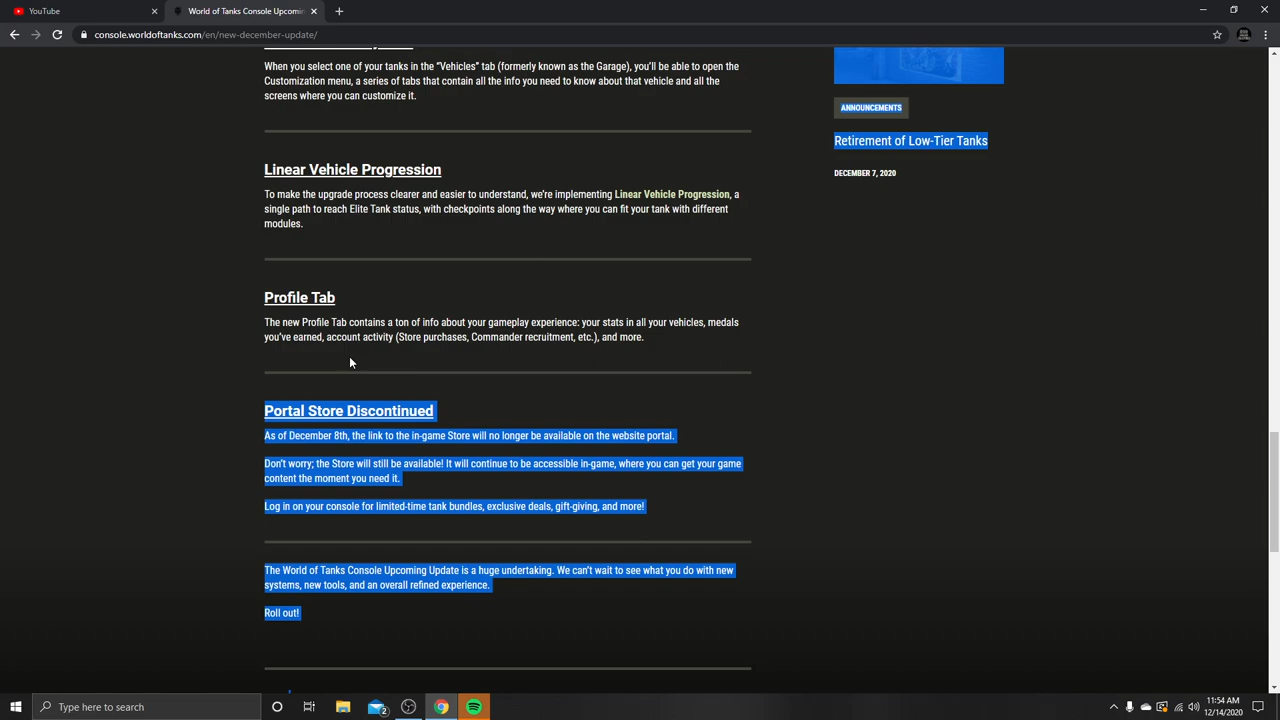 YouTube
World of Tanks Console Upcomin
console.worldoftanks.com/en/new-december-update/
When you select one of your tanks in the “Vehicles” tab (formerly known as the Garage), you’ll be able to open the
Customization menu, a series of tabs that contain all the info you need to know about that vehicle and all the
screens where you can customize it.
Linear Vehicle Progression
To make the upgrade process clearer and easier to understand, we’re implementing Linear Vehicle Progression, a
single path to reach Elite Tank status, with checkpoints along the way where you can fit your tank with different
modules.
Profile Tab
The new Profile Tab contains a ton of info about your gameplay experience: your stats in all your vehicles, medals
you’ve earned, account activity (Store purchases, Commander recruitment, etc.), and more.
Portal Store Discontinued
As of December 8th, the link to the in-game Store will no longer be available on the website portal.
Don’t worry; the Store will still be available! It will continue to be accessible in-game, where you can get your game
content the moment you need it.
Log in on your console for limited-time tank bundles, exclusive deals, gift-giving, and more!
The World of Tanks Console Upcoming Update is a huge undertaking. We can’t wait to see what you do with new
systems, new tools, and an overall refined experience.
Roll out!
ANNOUNCEMENTS
Retirement of Low-Tier Tanks
DECEMBER 7, 2020
Type here to search
2
11:54 AM
12/14/2020